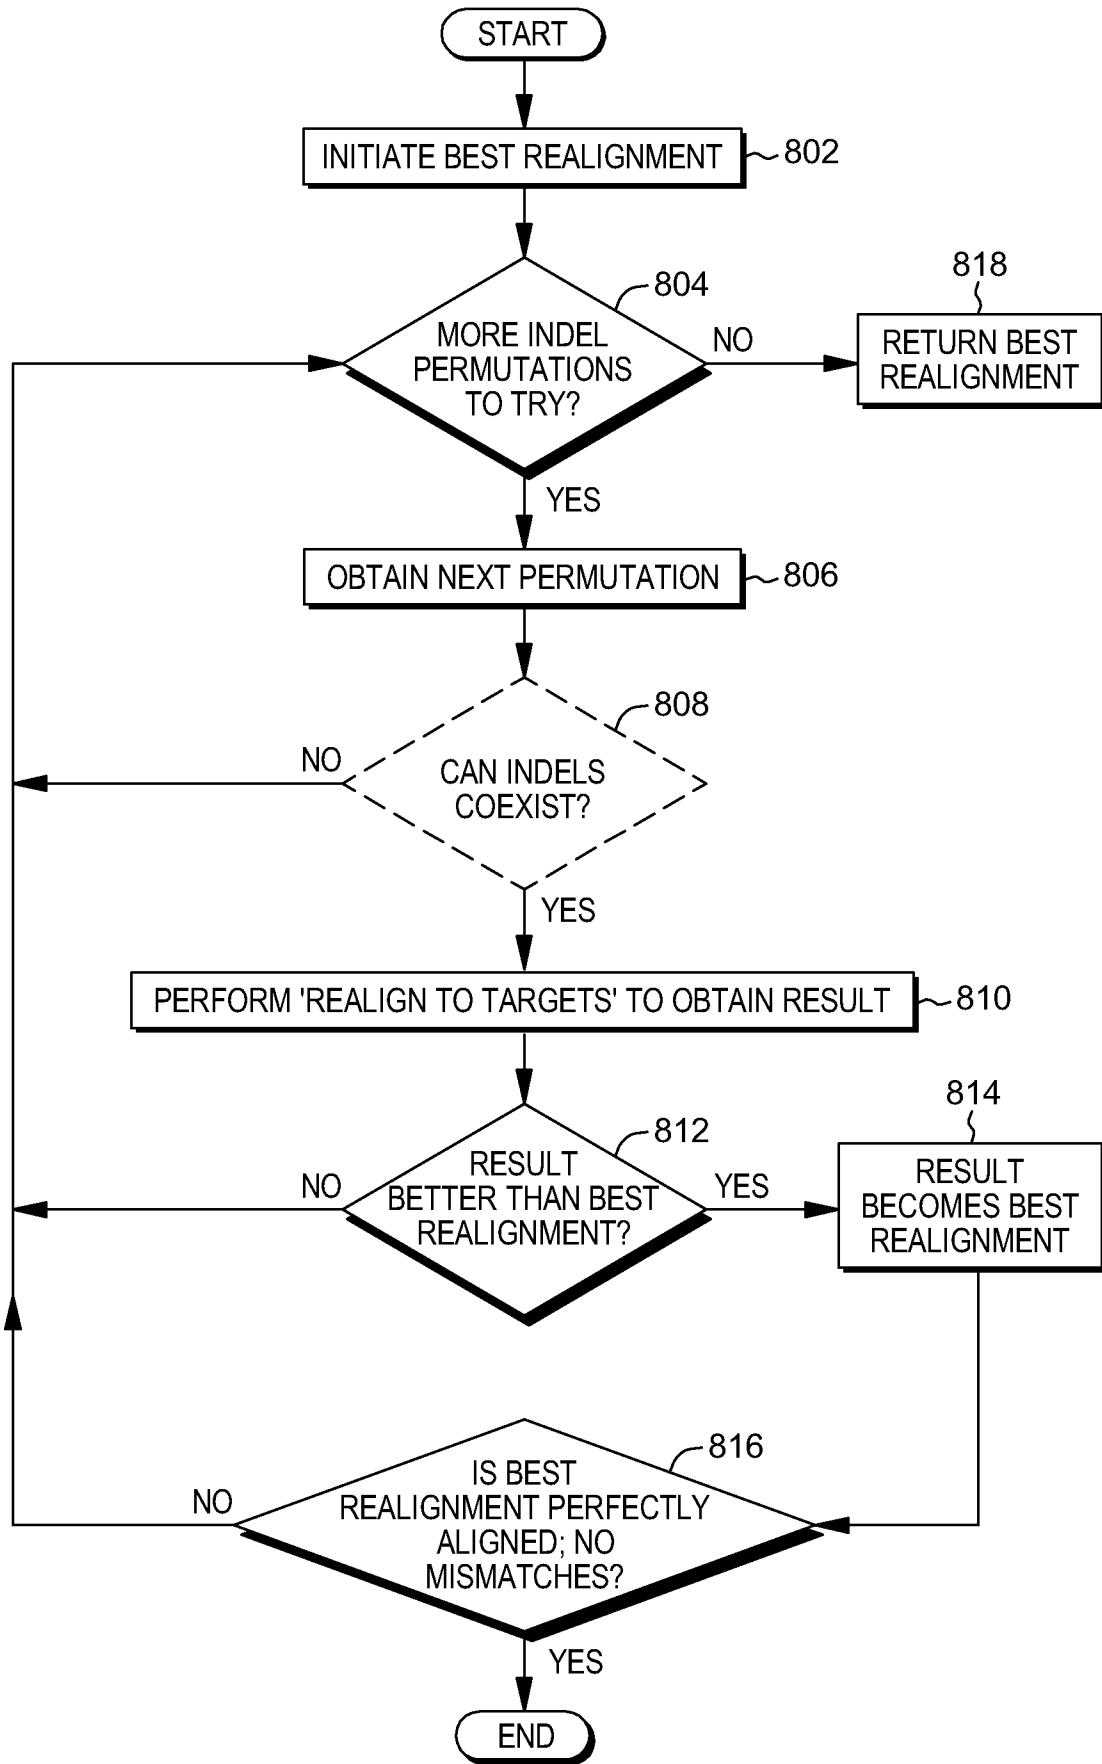 START
INITIATE BEST REALIGNMENT
802
804
MORE INDEL
PERMUTATIONS
TO TRY?
NO
818
RETURN BEST
REALIGNMENT
YES
OBTAIN NEXT PERMUTATION
806
808
CAN INDELS
COEXIST?
NO
YES
PERFORM 'REALIGN TO TARGETS' TO OBTAIN RESULT
810
812
RESULT
BETTER THAN BEST
REALIGNMENT?
NO
YES
814
RESULT
BECOMES BEST
REALIGNMENT
816
IS BEST
REALIGNMENT PERFECTLY
ALIGNED; NO
MISMATCHES?
NO
YES
END